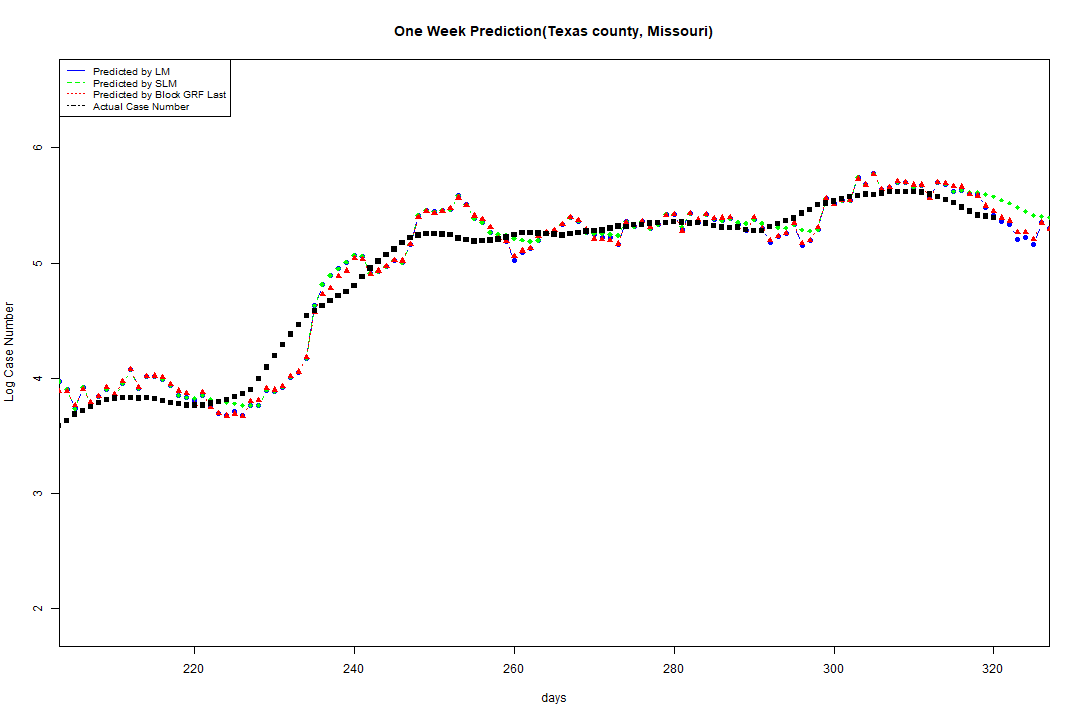 One Week Prediction(Texas county, Missouri)
Predicted by LM
Predicted by SLM
Predicted by Block GRF Last
Actual Case Number
6
5
4
3
2
Log Case Number
220 240 260 280 300 320
days